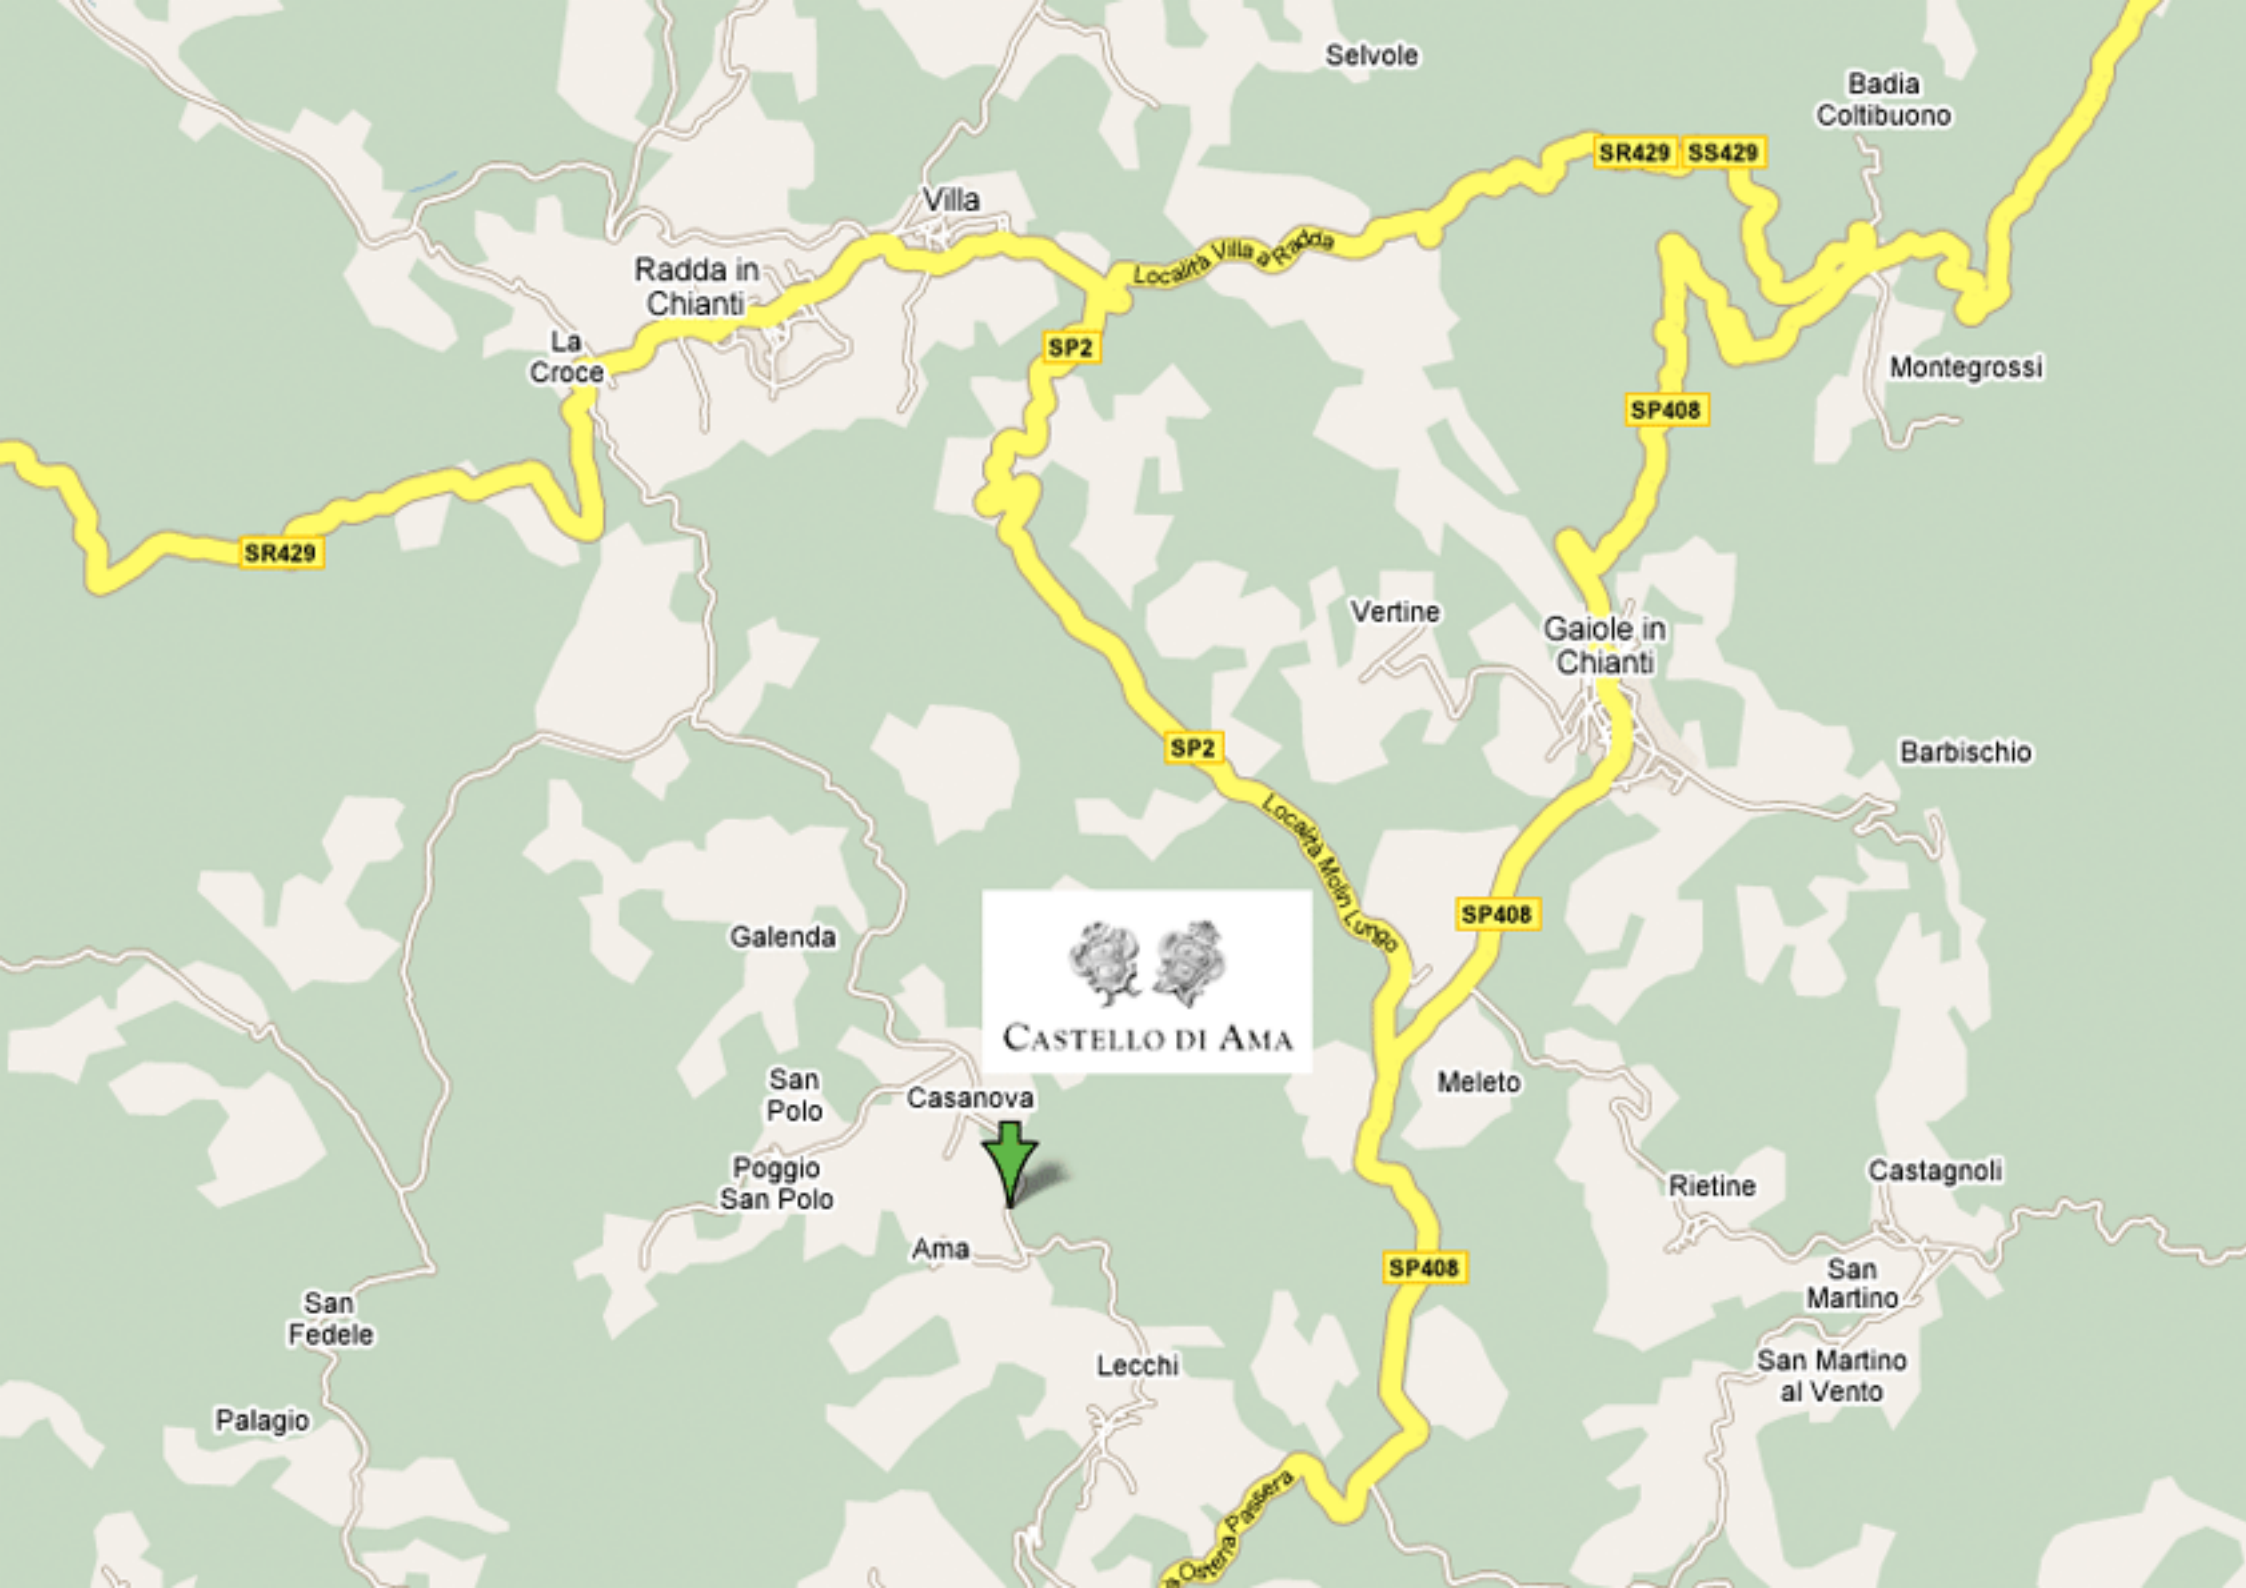 Selvole
Badia
Coltibuono
SR429
SS429
Villa
Località Villa a Radda
Radda in
Chianti
La
Croce
SP2
Montegrossi
SP408
SR429
Vertine
Gaiole in
Chianti
SP2
Barbischio
Località Molin Lungo
SP408
Galenda
CASTELLO DI AMA
San
Polo
Casanova
Meleto
Poggio
San Polo
Rietine
Castagnoli
Ama
SP408
San
Martino
San
Fedele
Lecchi
San Martino
al Vento
Palagio
a Osteria Passera